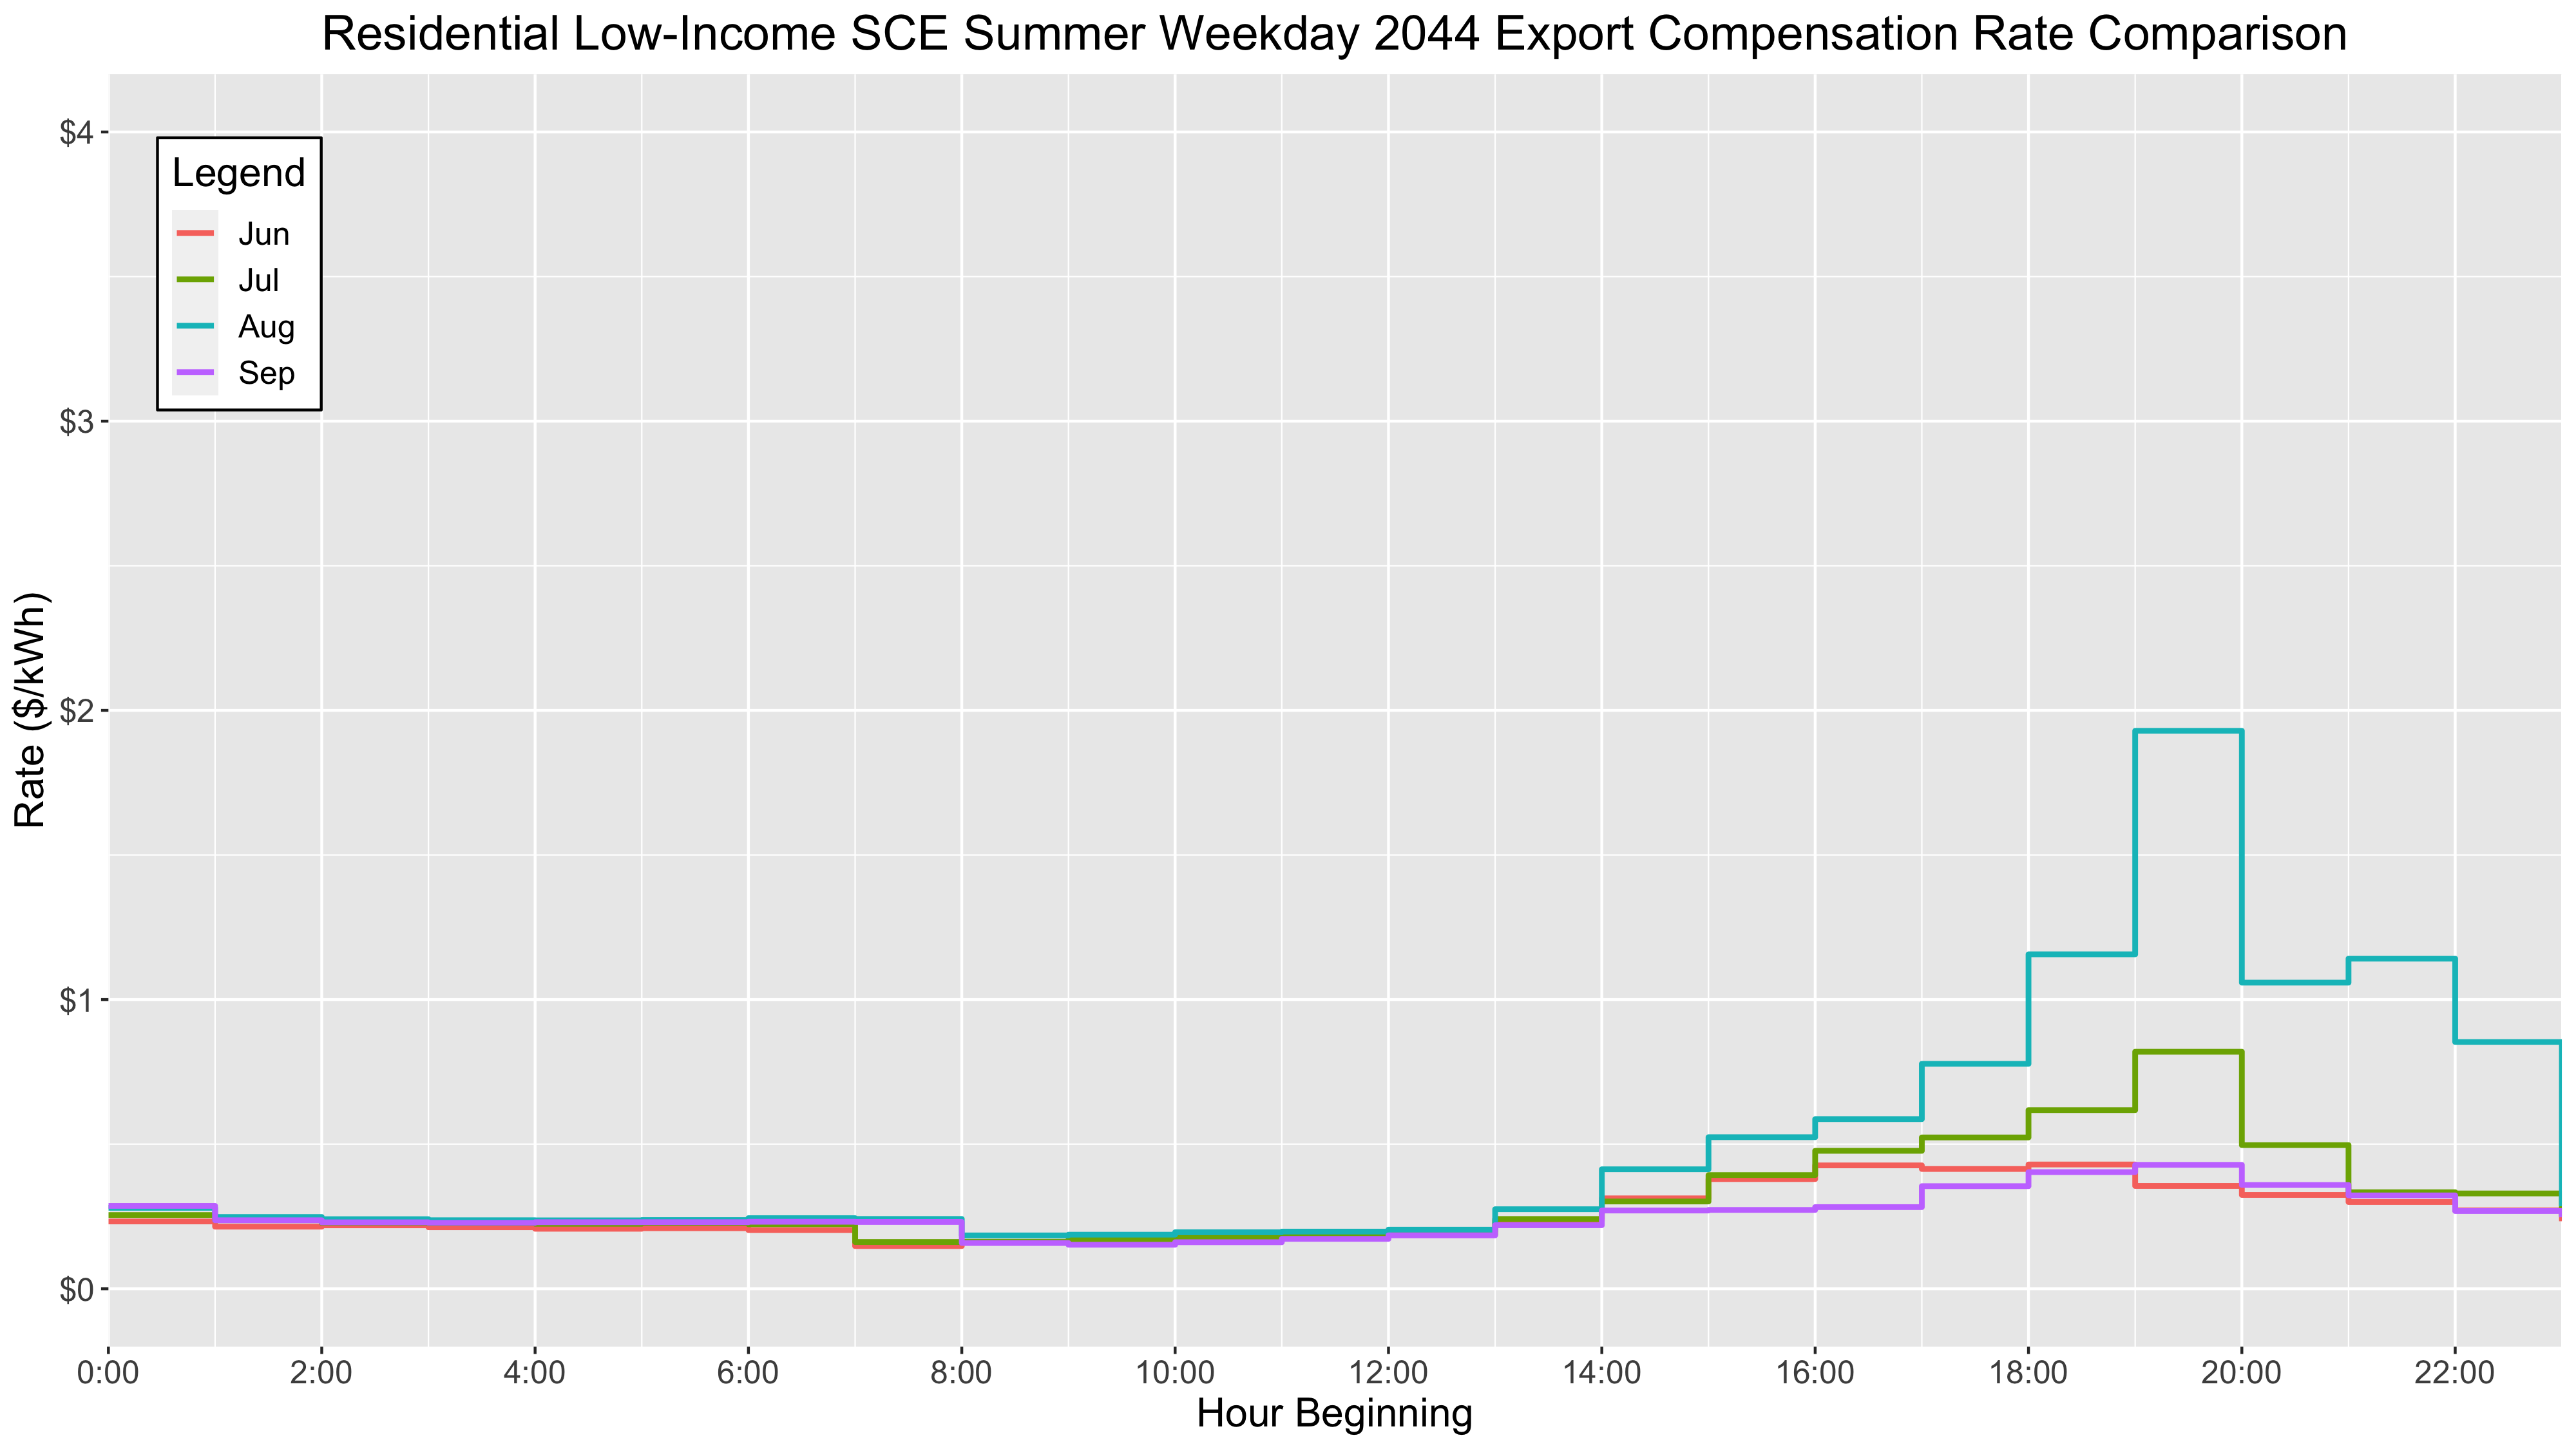 Residential Low-Income SCE Summer Weekday 2044 Export Compensation Rate Comparison
$4
Legend
Jun
Jul
Aug
Sep
$3
Rate ($/kWh)
$2
$1
$0
0:00 2:00 4:00 6:00 8:00 10:00 12:00 14:00 16:00 18:00 20:00 22:00
Hour Beginning